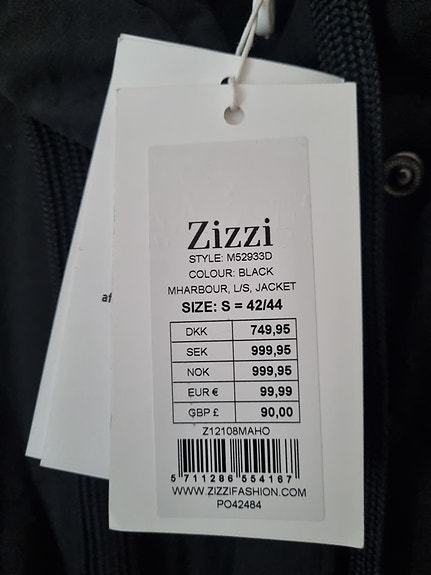 Zizzi
STYLE: M52933D
COLOUR: BLACK
MHARBOUR, L/S, JACKET
SIZE: S = 42/44
DKK 749,95
SEK 999,95
NOK 999,95
EUR € 99,99
GBP £ 90,00
Z12108MAHO
5 711286 554167
WWW.ZIZZIFASHION.COM
PO42484